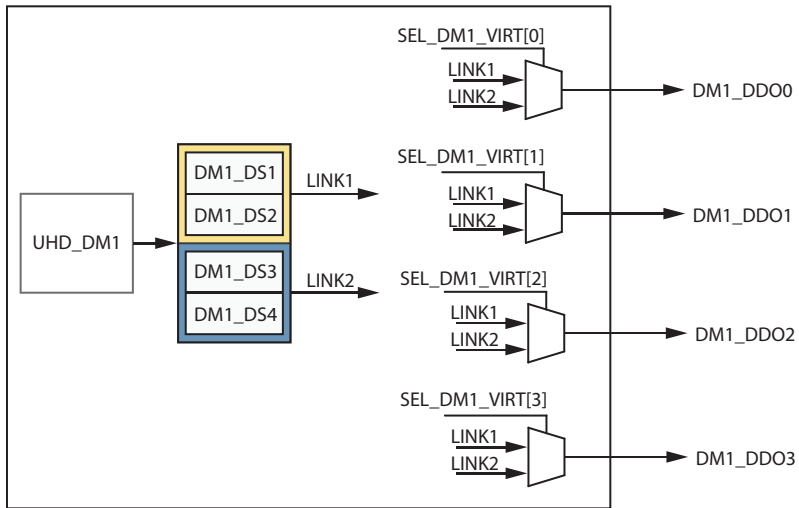 SEL_DM1_VIRT[0]
LINK1
LINK2
DM1_DDO0
SEL_DM1_VIRT[1]
LINK1
LINK2
DM1_DDO1
UHD_DM1
DM1_DS1
DM1_DS2
LINK1
DM1_DS3
DM1_DS4
LINK2
SEL_DM1_VIRT[2]
LINK1
LINK2
DM1_DDO2
SEL_DM1_VIRT[3]
LINK1
LINK2
DM1_DDO3